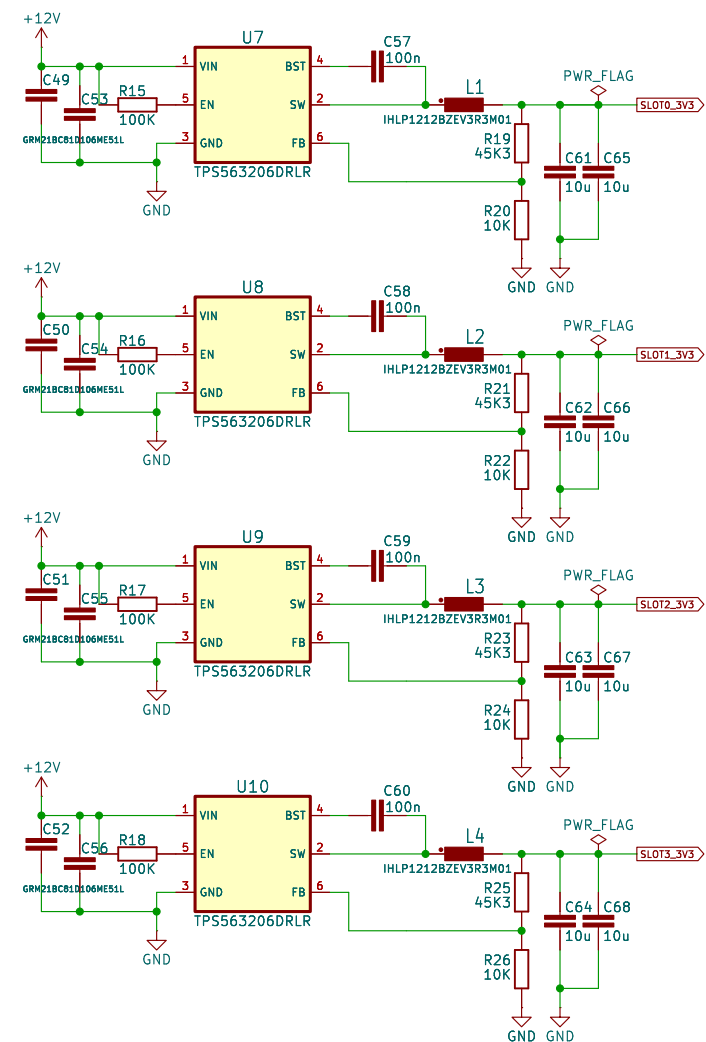 +12V
U7
C57
100n
C49
VIN
1
BST
4
L1
PWR_FLAG
C53
R15
100K
EN
5
SW
2
SLOT0_3V3
GRM21BC81D106ME51L
IHLP1212BZEV3R3M01
GND
3
FB
6
R19
45K3
C61
10u
C65
10u
TPS563206DRLR
GND
R20
10K
GND
GND
+12V
U8
C58
100n
C50
VIN
1
BST
4
L2
PWR_FLAG
C54
R16
100K
EN
5
SW
2
SLOT1_3V3
GRM21BC81D106ME51L
IHLP1212BZEV3R3M01
GND
3
FB
6
R21
45K3
C62
10u
C66
10u
TPS563206DRLR
GND
R22
10K
GND
GND
+12V
U9
C59
100n
C51
VIN
1
BST
4
L3
PWR_FLAG
C55
R17
100K
EN
5
SW
2
SLOT2_3V3
GRM21BC81D106ME51L
IHLP1212BZEV3R3M01
GND
3
FB
6
R23
45K3
C63
10u
C67
10u
TPS563206DRLR
GND
R24
10K
GND
GND
+12V
U10
C60
100n
C52
VIN
1
BST
4
L4
PWR_FLAG
C56
R18
100K
EN
5
SW
2
SLOT3_3V3
GRM21BC81D106ME51L
IHLP1212BZEV3R3M01
GND
3
FB
6
R25
45K3
C64
10u
C68
10u
TPS563206DRLR
GND
R26
10K
GND
GND